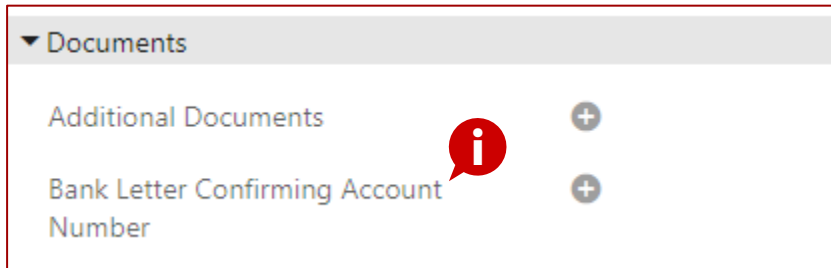 Documents
Additional Documents
i
Bank Letter Confirming Account
Number